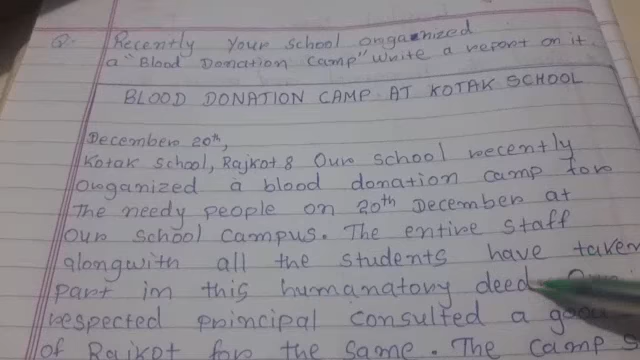 Q. Recently your school organized
a "Blood Donation Camp" write a report on it.
BLOOD DONATION CAMP AT KOTAK SCHOOL
December 20th,
Kotak School, Rajkot : Our school recently
organized a blood donation camp for
the needy people on 20th December at
our school campus. The entire staff
alongwith all the students have taken
part in this humanatory deed.
respected principal consulted a
of Rajkot for the same. The camp